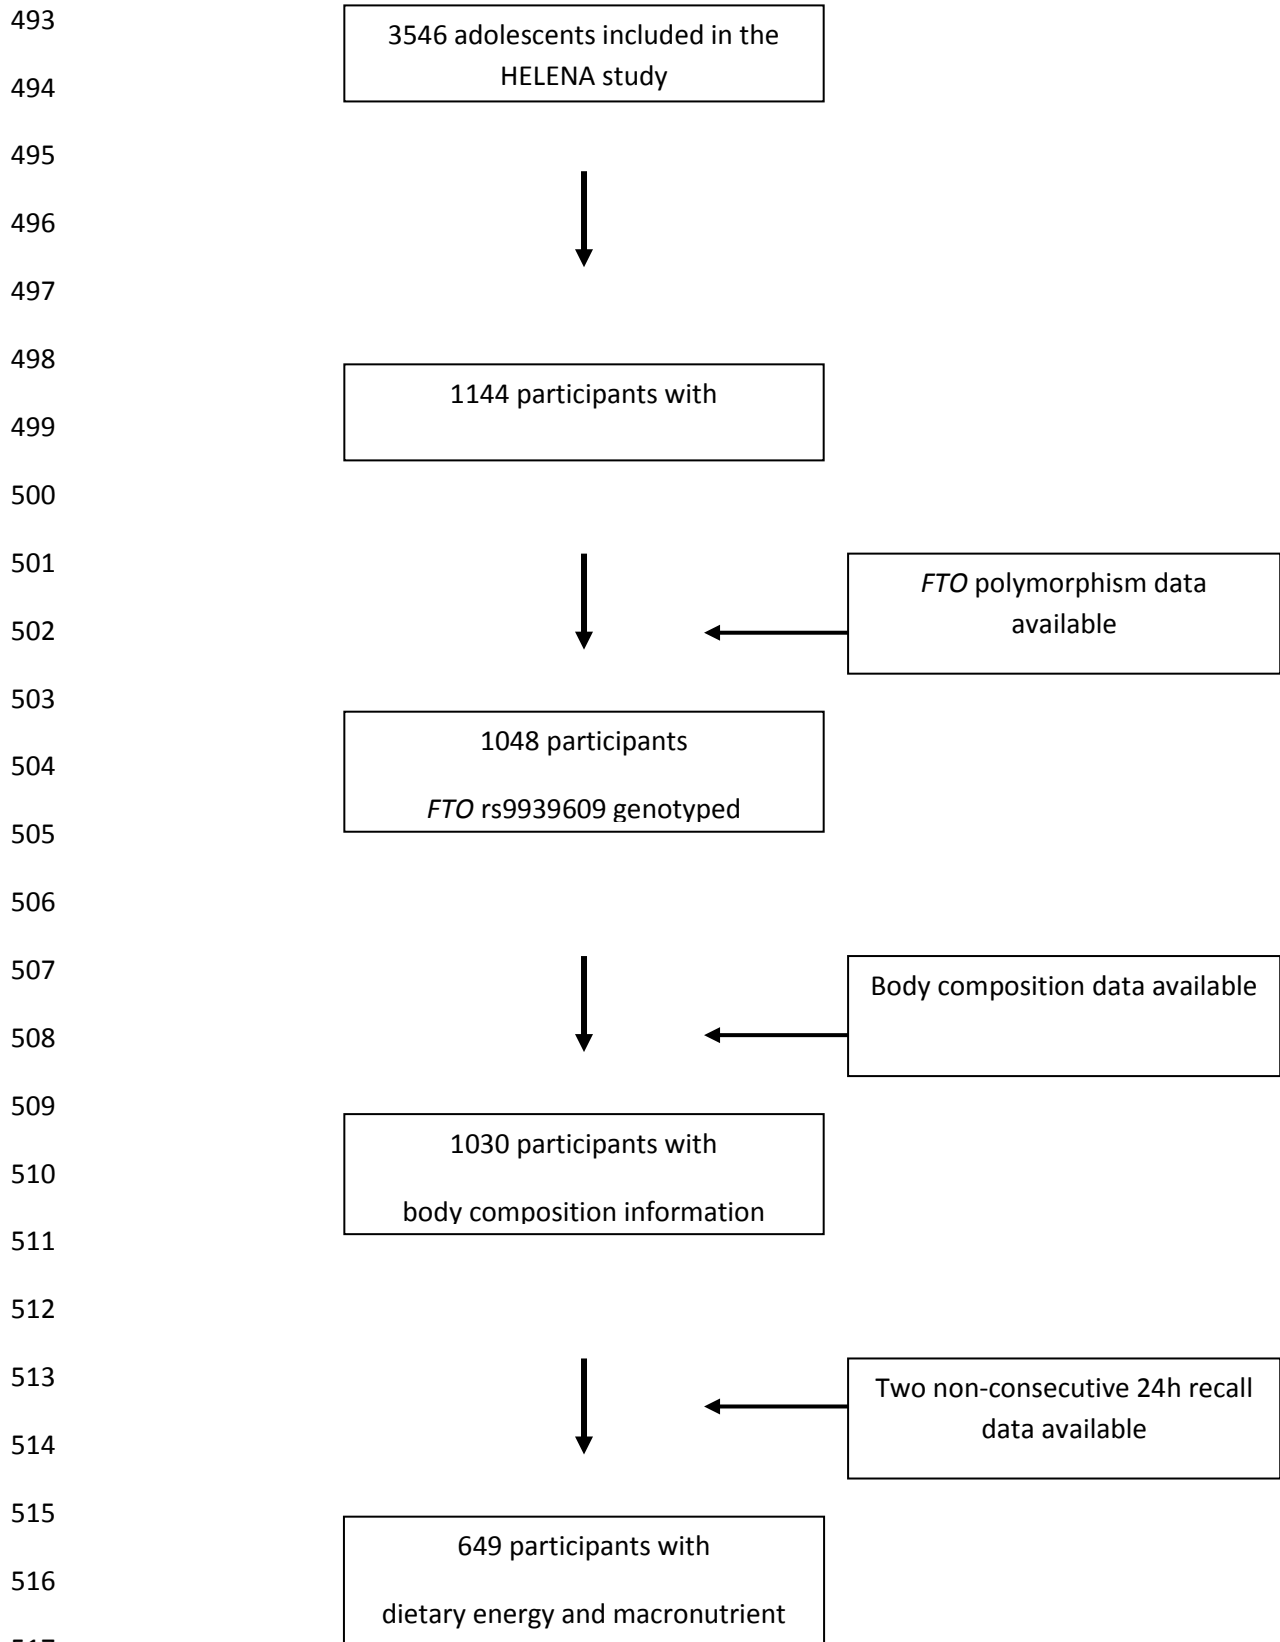 493
3546 adolescents included in the
HELENA study
494
495
496
497
498
1144 participants with
499
500
501
FTO polymorphism data
available
502
503
1048 participants
504
FTO rs9939609 genotyped
505
506
507
Body composition data available
508
509
1030 participants with
510
body composition information
511
512
513
Two non-consecutive 24h recall
data available
514
515
649 participants with
516
dietary energy and macronutrient